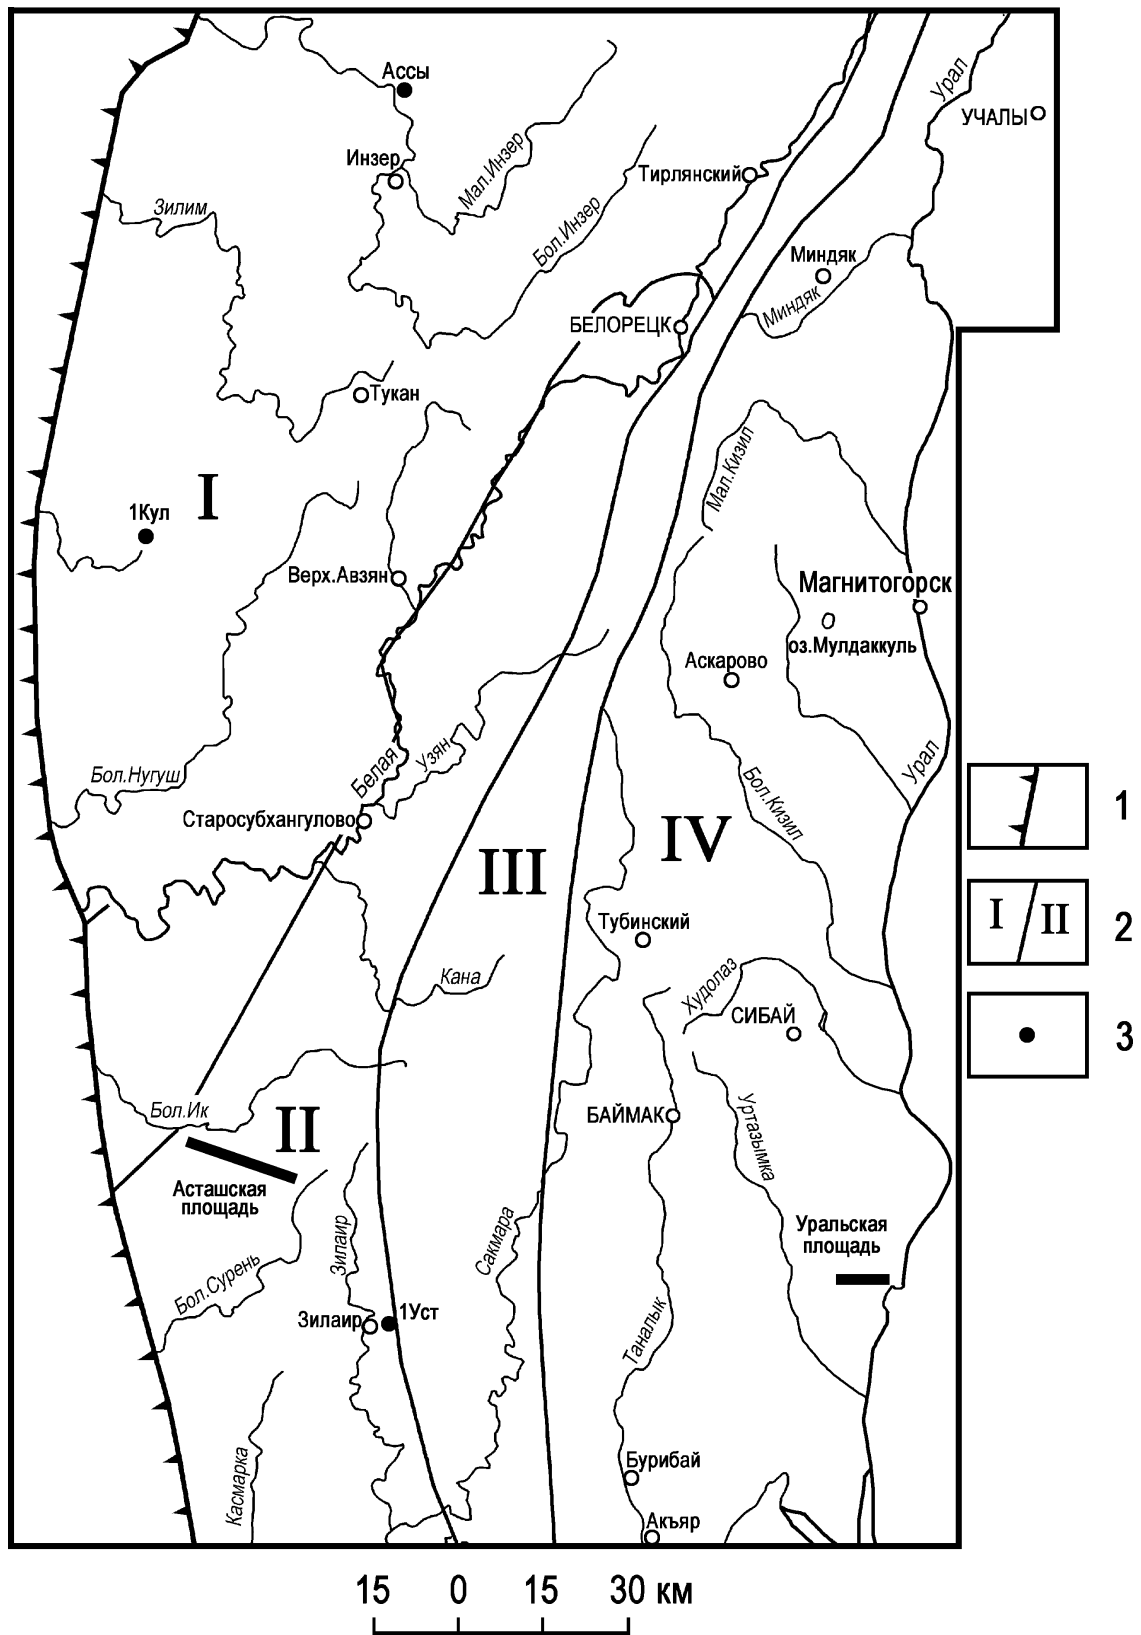 Ассы
Урал
УЧАЛЫ
Инзер
Мал.Инзер
Тирлянский
Зилим
Бол.Инзер
Миндяк
Миндяк
БЕЛОРЕЦК
Тукан
Мал.Кизил
I
1Кул
Верх.Авзян
Магнитогорск
оз.Мулдаккуль
Аскарово
Белая
Узян
Урал
Бол.Нугуш
Бол.Кизил
Старосубхангулово
III
IV
1
Тубинский
I
II
2
Кана
Худолаз
СИБАЙ
3
Бол.Ик
II
БАЙМАК
Уртазымка
Асташская
площадь
Зилаир
Сакмара
Уральская
площадь
Бол.Сурень
Зилаир
1Уст
Таналык
Касмарка
Бурибай
Акъяр
15 0 15 30 км